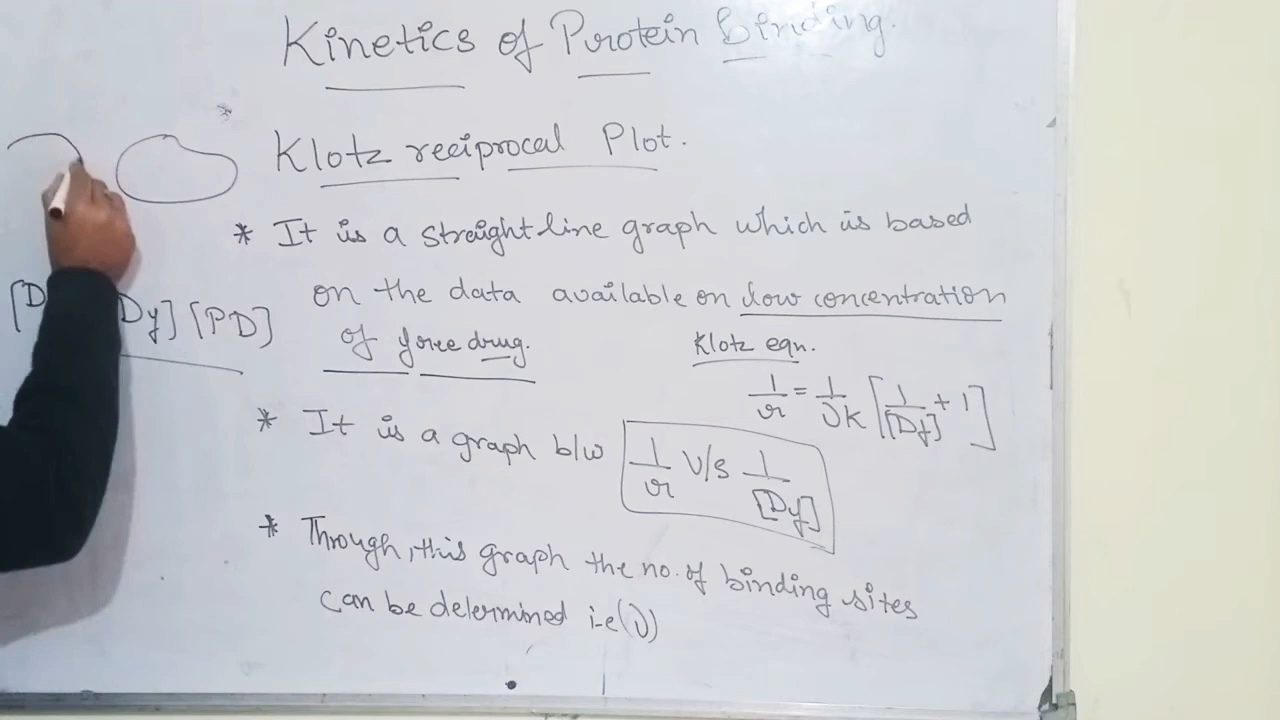 Kinetics of Protein Binding.
*
Klotz reciprocal Plot.
* It is a straight line graph which is based
on the data available on low concentration
of free drug.
[D Df] [PD]
Klotz eqn.
1/r = 1/νk [1/[Df] + 1]
* It is a graph b/w 1/r V/s 1/[Df]
* Through, this graph the no. of binding sites
can be determined i-e (ν)